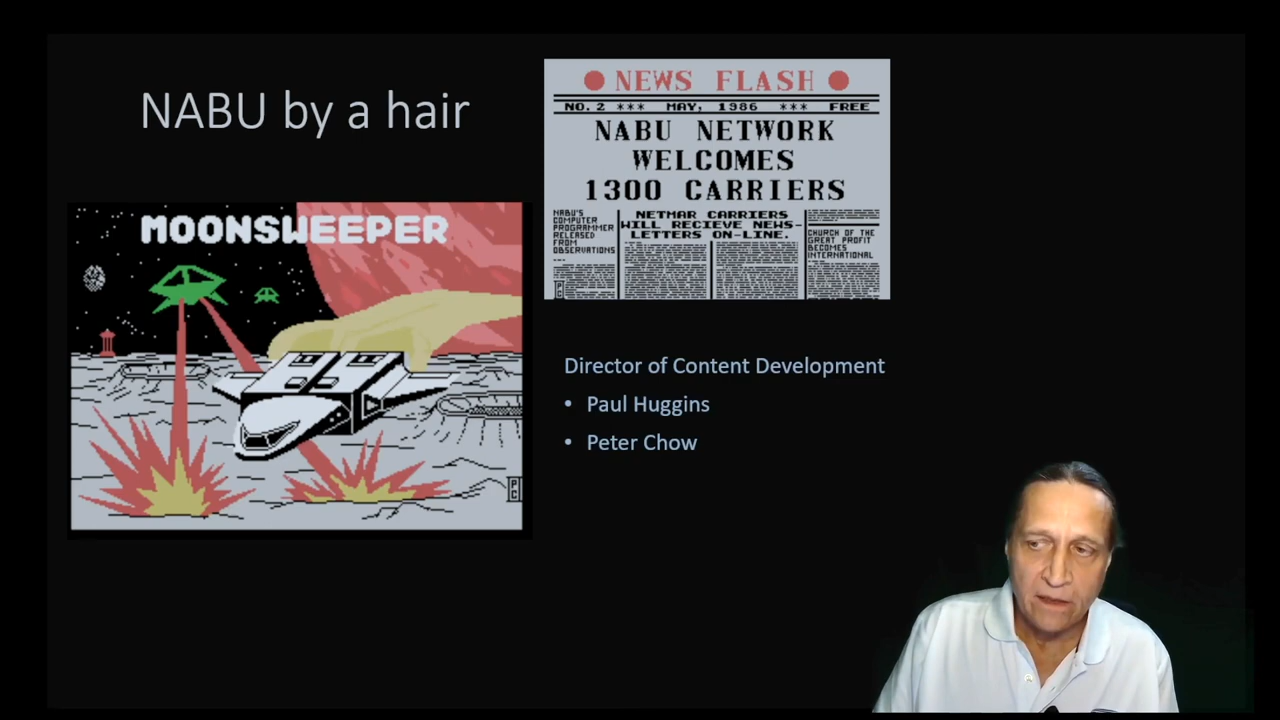 NABU by a hair
NEWS FLASH
NO. 2 *** MAY, 1986 *** FREE
NABU NETWORK
WELCOMES
1300 CARRIERS
NABU'S
COMPUTER
PROGRAMMER
RELEASED
FROM
OBSERVATIONS
NETMAR CARRIERS
WILL RECIEVE NEWS-
LETTERS ON-LINE.
CHURCH OF THE
GREAT PROFIT
BECOMES
INTERNATIONAL
MOONSWEEPER
PC
Director of Content Development
• Paul Huggins
• Peter Chow